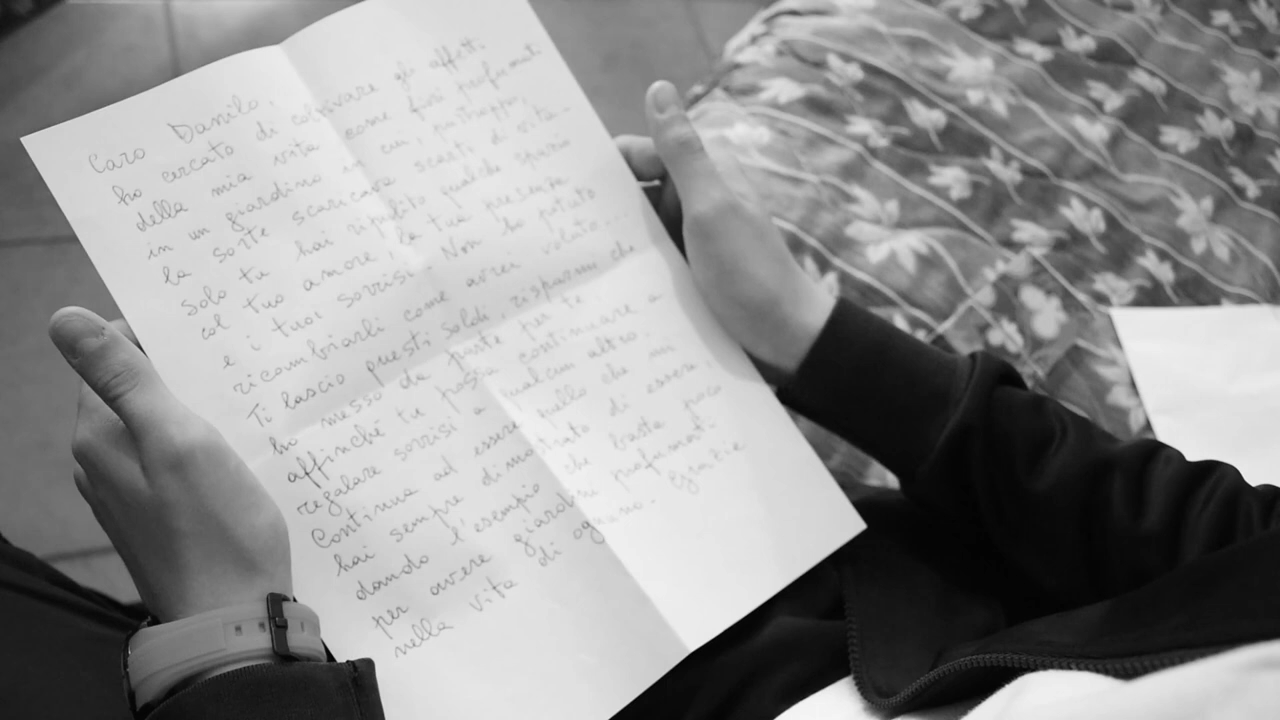 Caro Danilo,
ho cercato di coltivare gli affetti
della mia vita come fiori profumati
in un giardino in cui, purtroppo,
la sorte scaricava scarti di vita.
Solo tu hai ripulito qualche spazio
col tuo amore, la tua presenza
e i tuoi sorrisi. Non ho potuto
ricambiarli come avrei voluto...
Ti lascio questi soldi risparmi che
ho messo da parte per te
affinché tu possa continuare a
regalare sorrisi a qualcun altro.
Continua ad essere quello che mi
hai sempre dimostrato di essere,
dando l'esempio che basta poco
per avere giardini profumati
nella vita di ognuno. Grazie